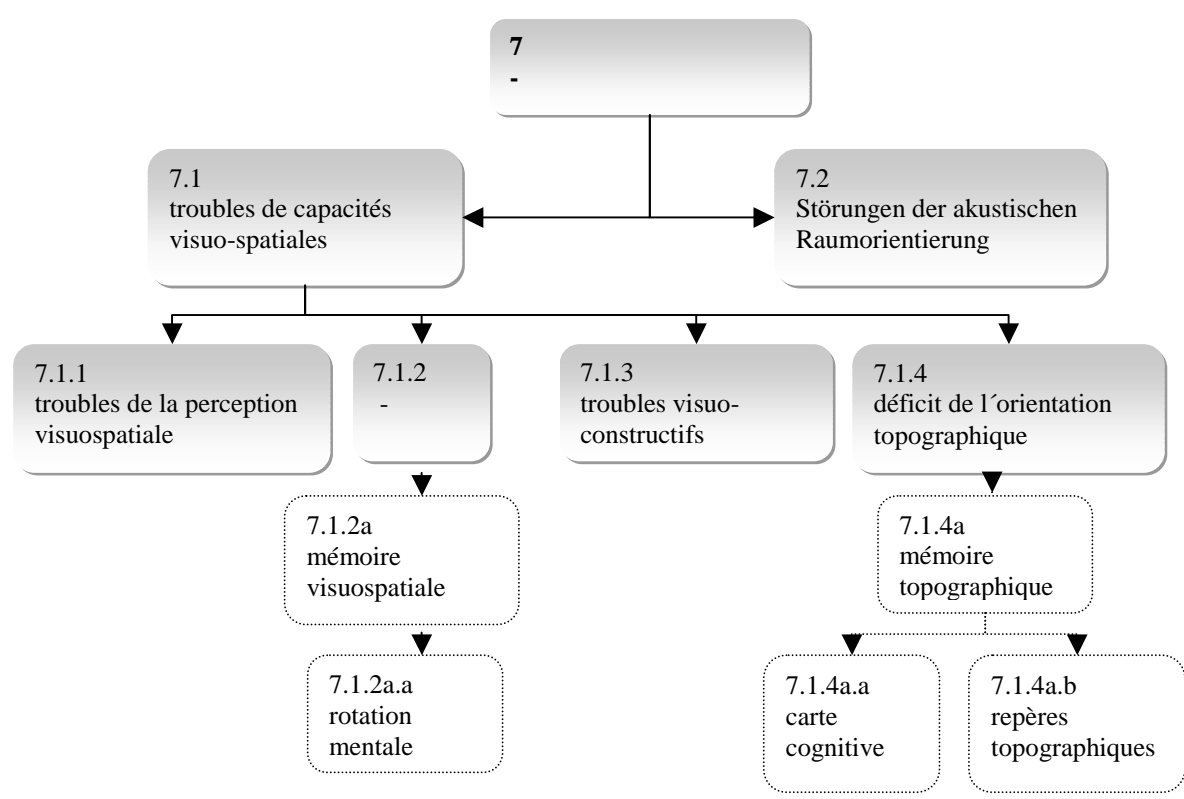 7
-
7.1
troubles de capacités
visuo-spatiales
7.2
Störungen der akustischen
Raumorientierung
7.1.1
troubles de la perception
visuospatiale
7.1.2
-
7.1.3
troubles visuo-
constructifs
7.1.4
déficit de l´orientation
topographique
7.1.2a
mémoire
visuospatiale
7.1.4a
mémoire
topographique
7.1.2a.a
rotation
mentale
7.1.4a.a
carte
cognitive
7.1.4a.b
repères
topographiques